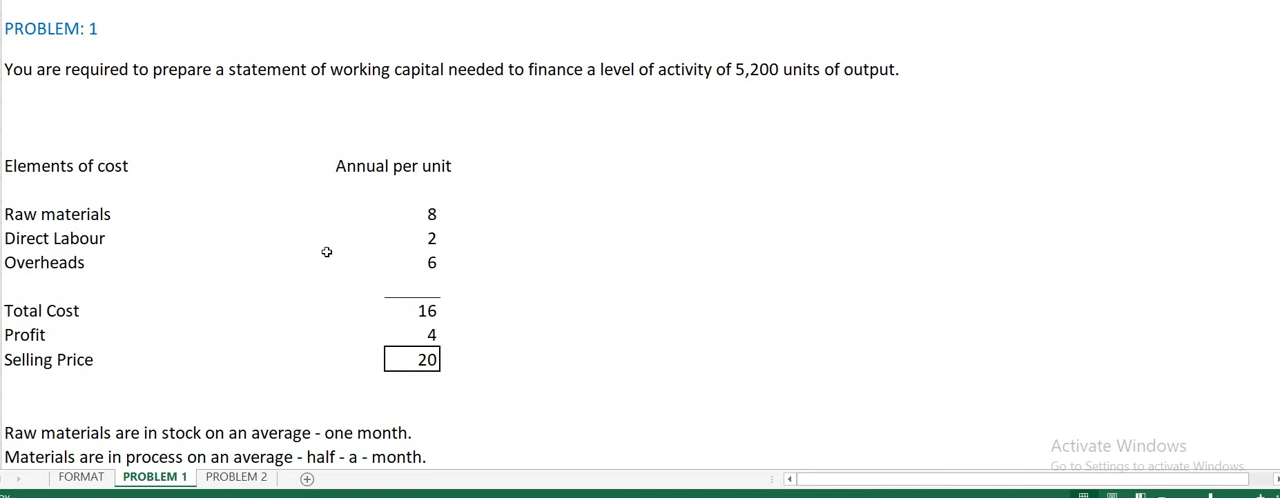 PROBLEM: 1
You are required to prepare a statement of working capital needed to finance a level of activity of 5,200 units of output.
Elements of cost Annual per unit
Raw materials 8
Direct Labour 2
Overheads 6
Total Cost 16
Profit 4
Selling Price 20
Raw materials are in stock on an average - one month.
Materials are in process on an average - half - a - month.
Activate Windows
Go to Settings to activate Windows.
FORMAT PROBLEM 1 PROBLEM 2